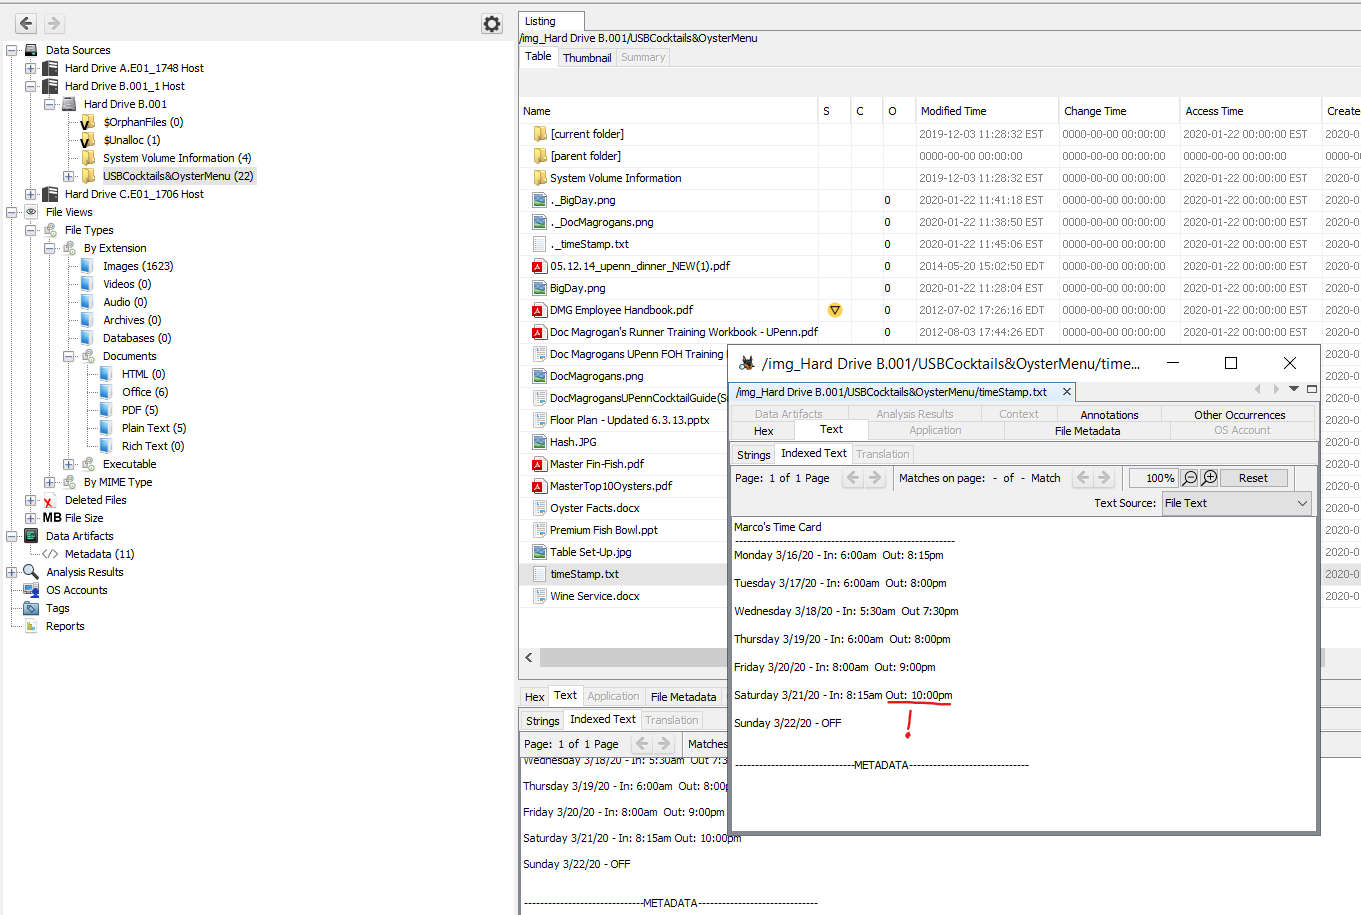 Data Sources
Hard Drive A.E01_1748 Host
Hard Drive B.001_1 Host
Hard Drive B.001
$OrphanFiles (0)
$Unalloc (1)
System Volume Information (4)
USBCocktails&OysterMenu (22)
Hard Drive C.E01_1706 Host
File Views
File Types
By Extension
Images (1623)
Videos (0)
Audio (0)
Archives (0)
Databases (0)
Documents
HTML (0)
Office (6)
PDF (5)
Plain Text (5)
Rich Text (0)
Executable
By MIME Type
Deleted Files
MB File Size
Data Artifacts
Metadata (11)
Analysis Results
OS Accounts
Tags
Reports
Listing
/img_Hard Drive B.001/USBCocktails&OysterMenu
Table Thumbnail Summary
Name S C O Modified Time Change Time Access Time Create
[current folder] 2019-12-03 11:28:32 EST 0000-00-00 00:00:00 2020-01-22 00:00:00 EST 2020-0
[parent folder] 0000-00-00 00:00:00 0000-00-00 00:00:00 0000-00-00 00:00:00 0000-0
System Volume Information 2019-12-03 11:28:32 EST 0000-00-00 00:00:00 2020-01-22 00:00:00 EST 2020-0
._BigDay.png 0 2020-01-22 11:41:18 EST 0000-00-00 00:00:00 2020-01-22 00:00:00 EST 2020-0
._DocMagrogans.png 0 2020-01-22 11:38:50 EST 0000-00-00 00:00:00 2020-01-22 00:00:00 EST 2020-0
._timeStamp.txt 0 2020-01-22 11:45:06 EST 0000-00-00 00:00:00 2020-01-22 00:00:00 EST 2020-0
05.12.14_upenn_dinner_NEW(1).pdf 0 2014-05-20 15:02:50 EDT 0000-00-00 00:00:00 2020-01-22 00:00:00 EST 2020-0
BigDay.png 0 2020-01-22 11:28:04 EST 0000-00-00 00:00:00 2020-01-22 00:00:00 EST 2020-0
DMG Employee Handbook.pdf 0 2012-07-02 17:26:16 EDT 0000-00-00 00:00:00 2020-01-22 00:00:00 EST 2020-0
Doc Magrogan's Runner Training Workbook - UPenn.pdf 0 2012-08-03 17:44:26 EDT 0000-00-00 00:00:00 2020-01-22 00:00:00 EST 2020-0
Doc Magrogans UPenn FOH Training 2020-0
DocMagrogans.png 2020-0
DocMagrogansUPennCocktailGuide(S 2020-0
Floor Plan - Updated 6.3.13.pptx 2020-0
Hash.JPG 2020-0
Master Fin-Fish.pdf 2020-0
MasterTop10Oysters.pdf 2020-0
Oyster Facts.docx 2020-0
Premium Fish Bowl.ppt 2020-0
Table Set-Up.jpg 2020-0
timeStamp.txt 2020-0
Wine Service.docx 2020-0
Hex Text Application File Metadata
Strings Indexed Text Translation
Page: 1 of 1 Page Matches
Wednesday 3/18/20 - In: 5:30am Out 7:3
Thursday 3/19/20 - In: 6:00am Out: 8:00p
Friday 3/20/20 - In: 8:00am Out: 9:00pm
Saturday 3/21/20 - In: 8:15am Out: 10:00pm
Sunday 3/22/20 - OFF
------------------------------METADATA------------------------------
/img_Hard Drive B.001/USBCocktails&OysterMenu/time...
/img_Hard Drive B.001/USBCocktails&OysterMenu/timeStamp.txt
Data Artifacts Analysis Results Context Annotations Other Occurrences
Hex Text Application File Metadata OS Account
Strings Indexed Text Translation
Page: 1 of 1 Page Matches on page: - of - Match 100% Reset
Text Source: File Text
Marco's Time Card
-------------------------------------------------------
Monday 3/16/20 - In: 6:00am Out: 8:15pm
Tuesday 3/17/20 - In: 6:00am Out: 8:00pm
Wednesday 3/18/20 - In: 5:30am Out 7:30pm
Thursday 3/19/20 - In: 6:00am Out: 8:00pm
Friday 3/20/20 - In: 8:00am Out: 9:00pm
Saturday 3/21/20 - In: 8:15am Out: 10:00pm
!
Sunday 3/22/20 - OFF
------------------------------METADATA------------------------------